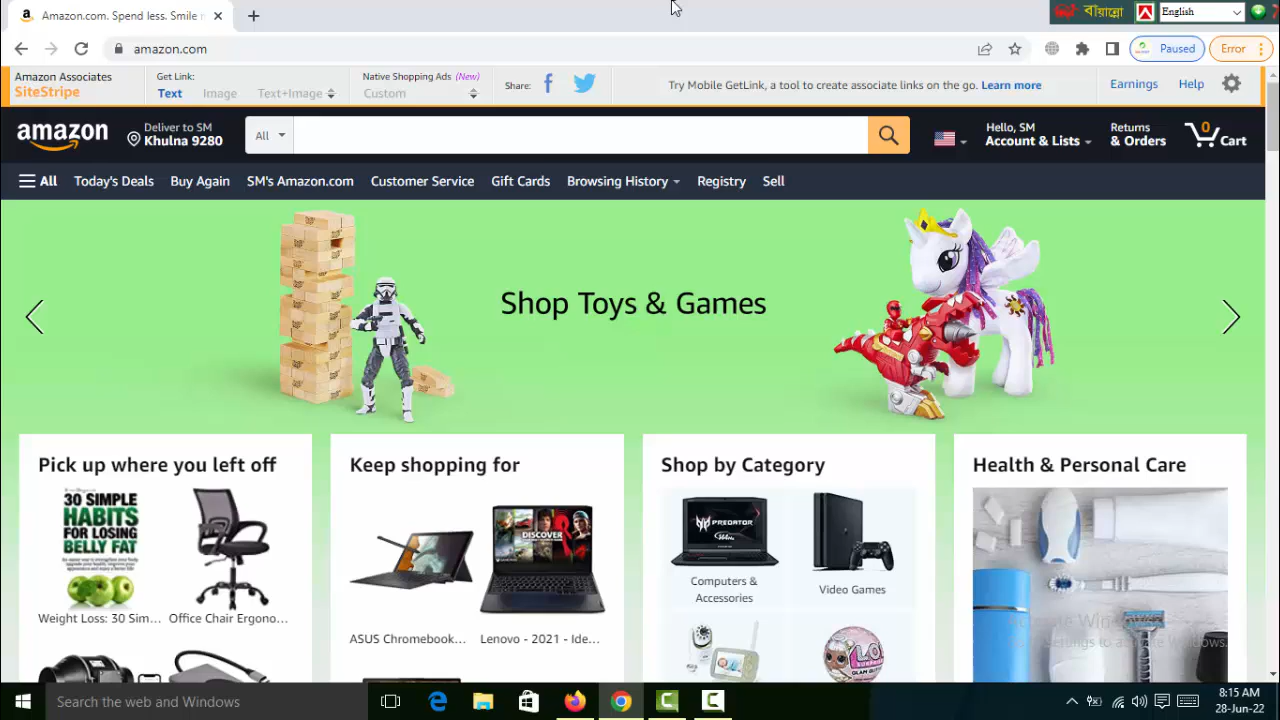 Amazon.com. Spend less. Smile
বায়ান্নো
English
amazon.com
Paused
Error
Amazon Associates
SiteStripe
Get Link:
Text
Image
Text+Image
Native Shopping Ads (New)
Custom
Share:
Try Mobile GetLink, a tool to create associate links on the go. Learn more
Earnings
Help
amazon
Deliver to SM
Khulna 9280
All
Hello, SM
Account & Lists
Returns
& Orders
0
Cart
All
Today's Deals
Buy Again
SM's Amazon.com
Customer Service
Gift Cards
Browsing History
Registry
Sell
Shop Toys & Games
Pick up where you left off
Keep shopping for
Shop by Category
Health & Personal Care
30 SIMPLE
HABITS
FOR LOSING
BELLY FAT
DISCOVER
PREDATOR
Computers &
Accessories
Video Games
Weight Loss: 30 Sim...
Office Chair Ergono...
ASUS Chromebook...
Lenovo - 2021 - Ide...
L.O.L.
SURPRISE
Search the web and Windows
8:15 AM
28-Jun-22